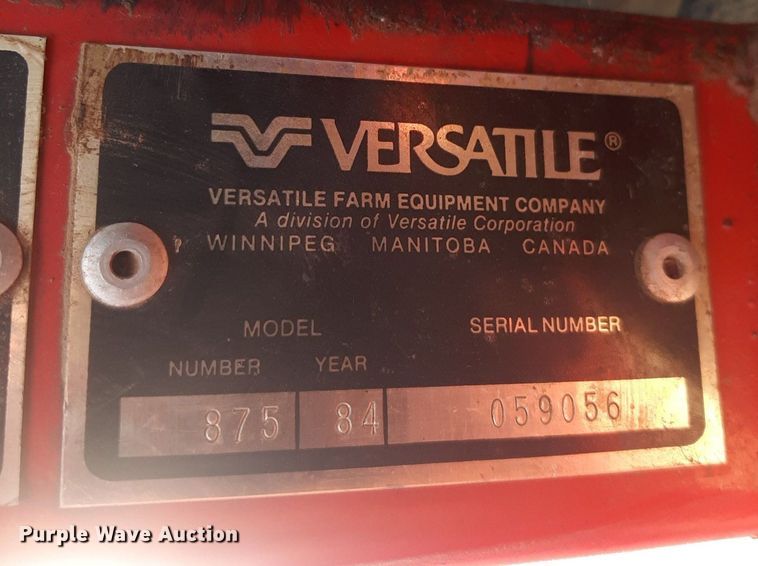 VERSATILE®
VERSATILE FARM EQUIPMENT COMPANY
A division of Versatile Corporation
WINNIPEG MANITOBA CANADA
MODEL SERIAL NUMBER
NUMBER YEAR
875 84 059056
Purple Wave Auction